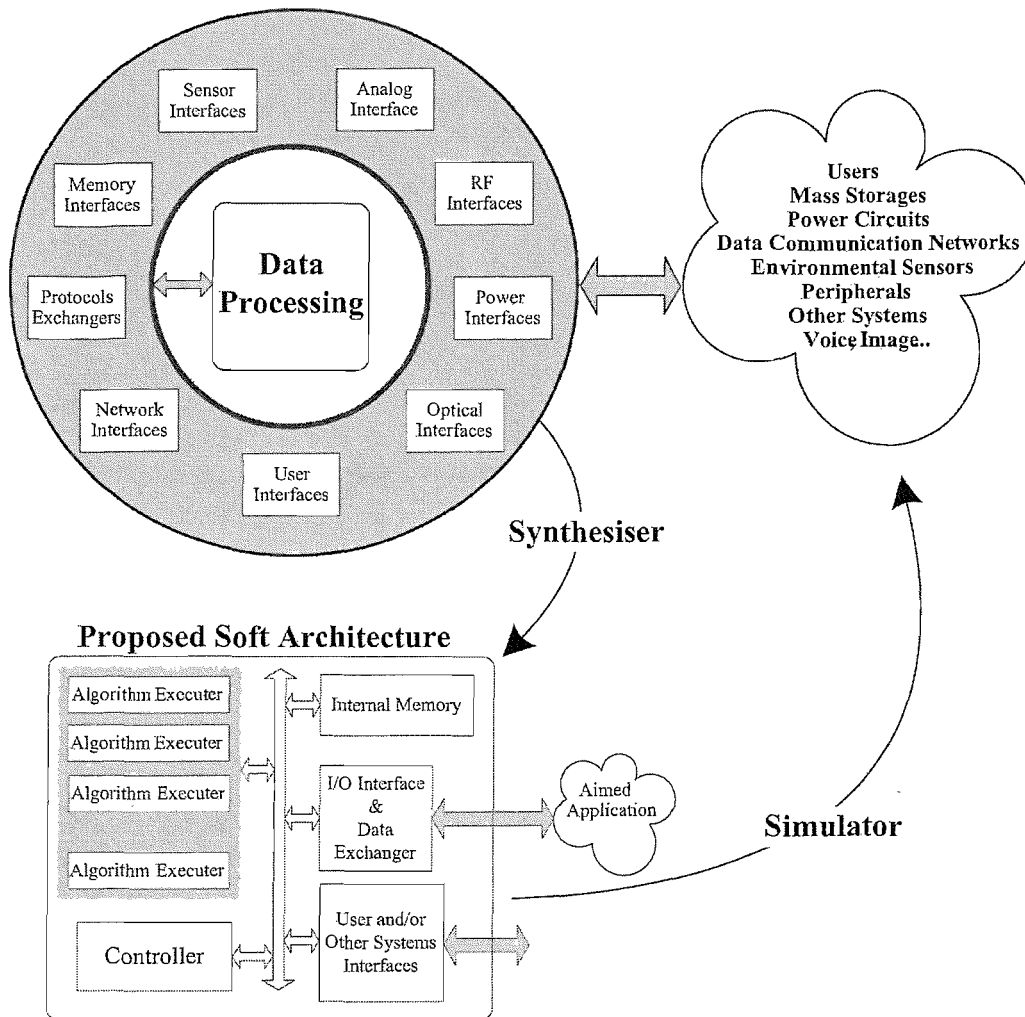 Sensor
Interfaces
Analog
Interface
Memory
Interfaces
RF
Interfaces
Data
Processing
Protocols
Exchangers
Power
Interfaces
Network
Interfaces
Optical
Interfaces
User
Interfaces
Users
Mass Storages
Power Circuits
Data Communication Networks
Environmental Sensors
Peripherals
Other Systems
Voice, Image..
Synthesiser
Proposed Soft Architecture
Algorithm Executer
Algorithm Executer
Algorithm Executer
Algorithm Executer
Controller
Internal Memory
I/O Interface
&
Data
Exchanger
User and/or
Other Systems
Interfaces
Aimed
Application
Simulator